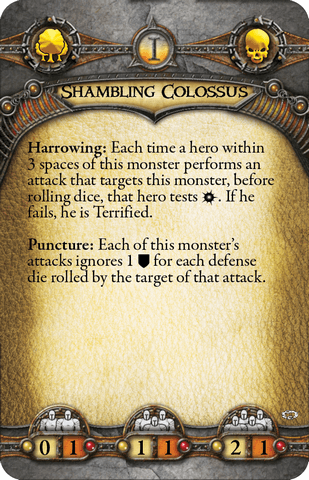 I
Shambling Colossus
Harrowing: Each time a hero within
3 spaces of this monster performs an
attack that targets this monster, before
rolling dice, that hero tests . If he
fails, he is Terrified.
Puncture: Each of this monster's
attacks ignores 1 for each defense
die rolled by the target of that attack.
0 1 1 1 2 1